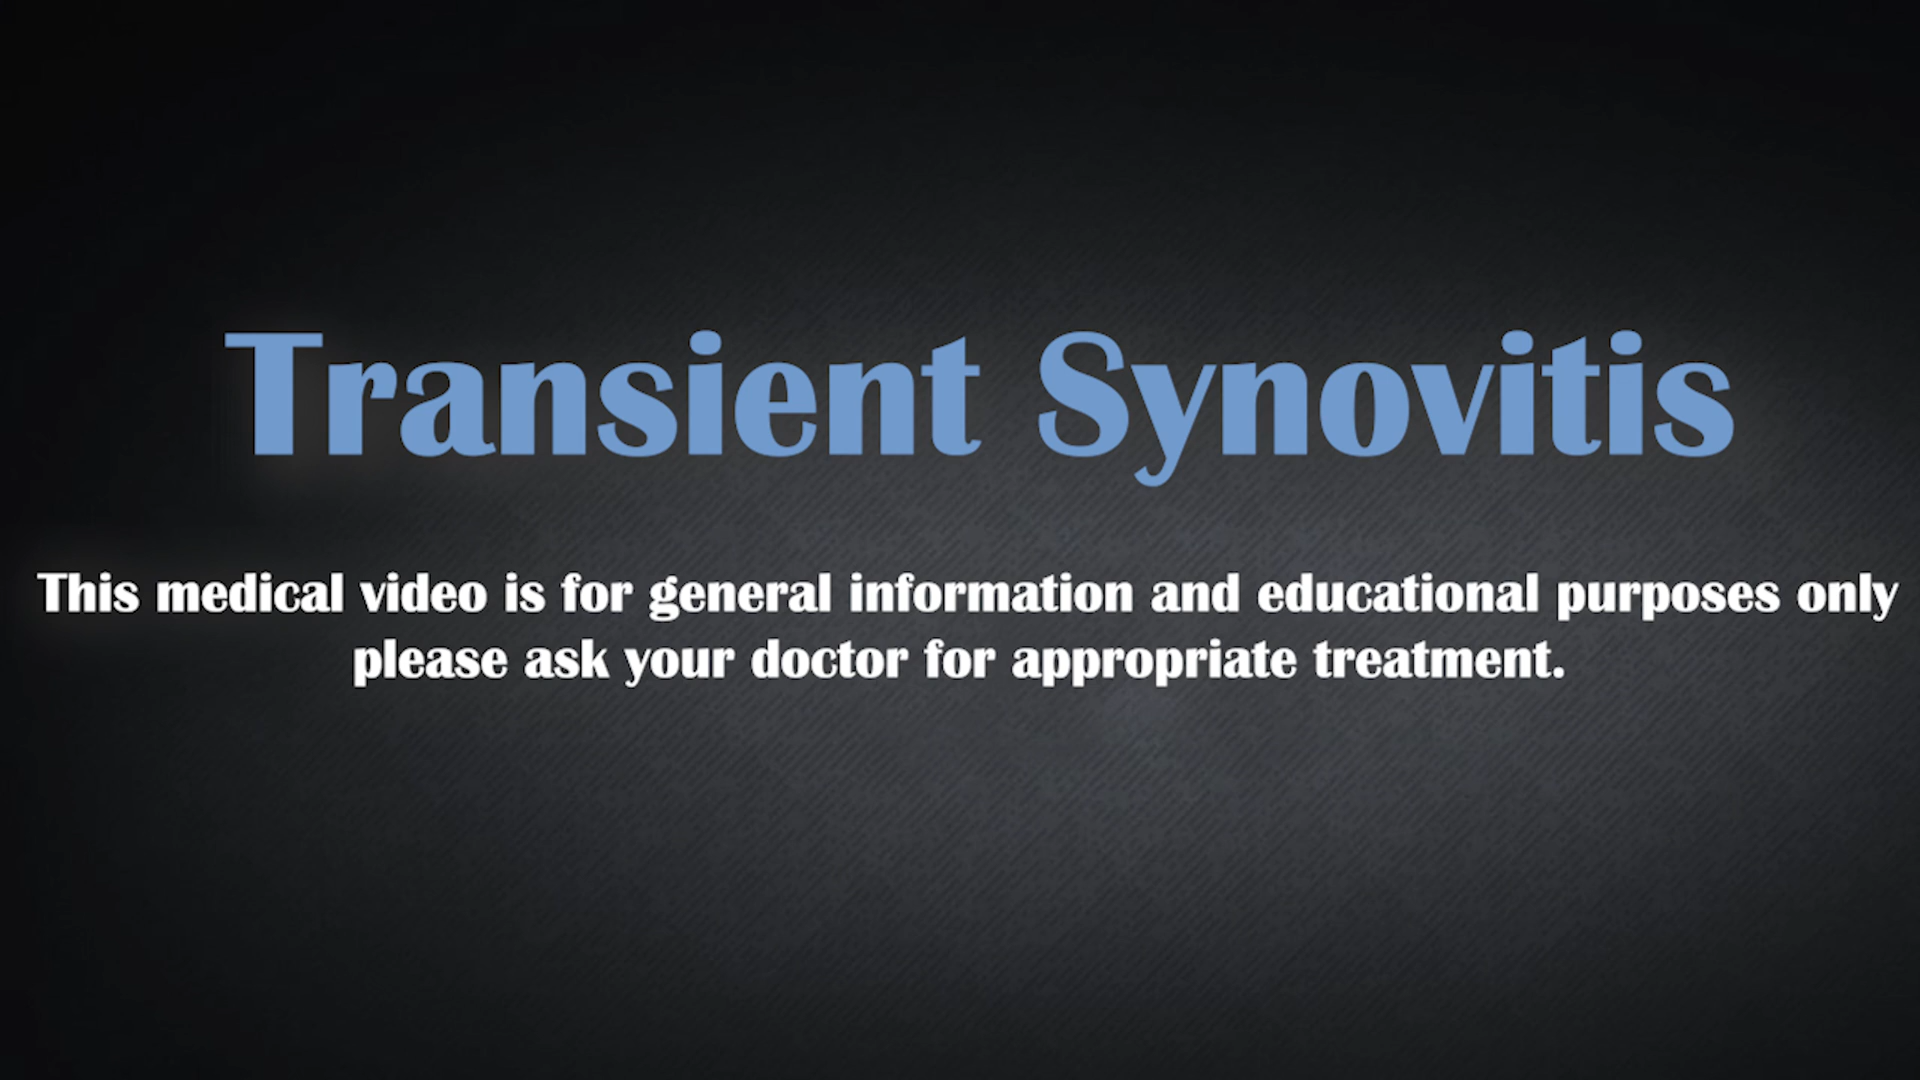 Transient Synovitis
This medical video is for general information and educational purposes only
please ask your doctor for appropriate treatment.